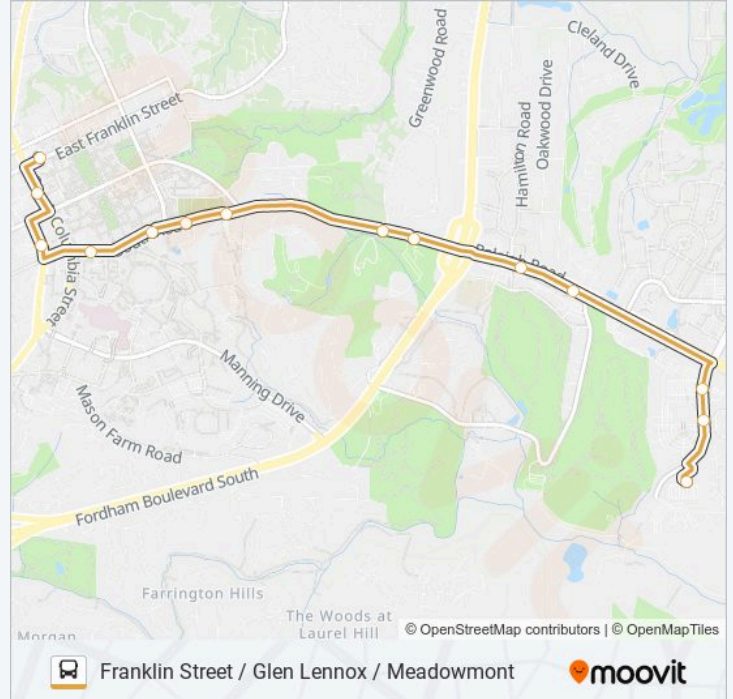 Cleland Drive
Greenwood Road
East Franklin Street
Hamilton Road
Oakwood Drive
Columbia Street
Raleigh Road
Manning Drive
Mason Farm Road
Fordham Boulevard South
Farrington Hills
The Woods at
Laurel Hill
Morgan
© OpenStreetMap contributors | © OpenMapTiles
Franklin Street / Glen Lennox / Meadowmont
moovit